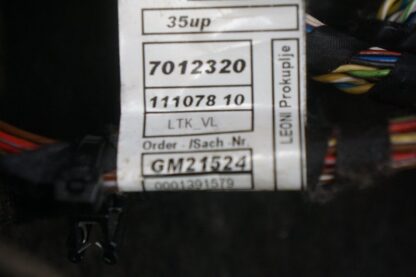 35up
7012320
111078 10
LTK_VL
Order - /Sach -Nr.
GM21524
0001391579
LEONI Prokuplje